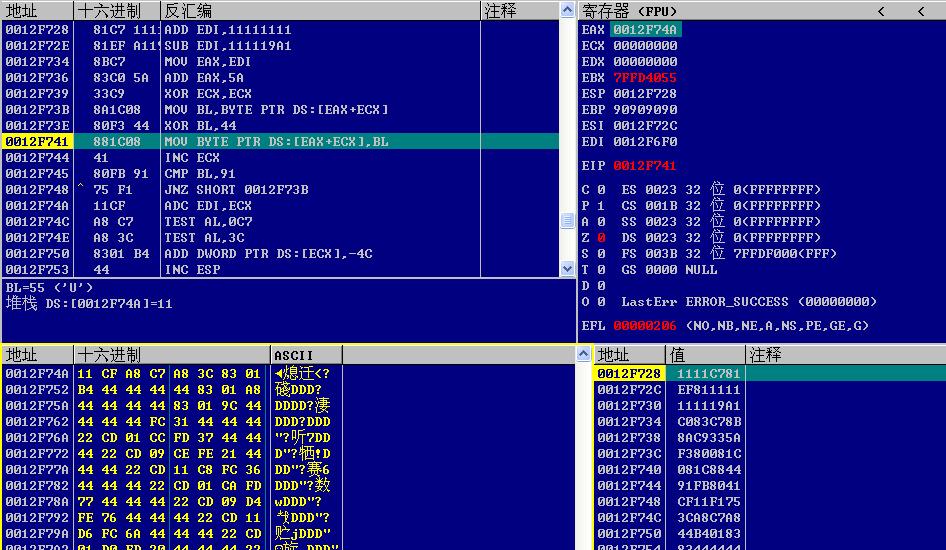 地址 十六进制 反汇编 注释
0012F728 81C7 1111 ADD EDI,11111111
0012F72E 81EF A119 SUB EDI,111119A1
0012F734 8BC7 MOV EAX,EDI
0012F736 83C0 5A ADD EAX,5A
0012F739 33C9 XOR ECX,ECX
0012F73B 8A1C08 MOV BL,BYTE PTR DS:[EAX+ECX]
0012F73E 80F3 44 XOR BL,44
0012F741 881C08 MOV BYTE PTR DS:[EAX+ECX],BL
0012F744 41 INC ECX
0012F745 80FB 91 CMP BL,91
0012F748 ^ 75 F1 JNZ SHORT 0012F73B
0012F74A 11CF ADC EDI,ECX
0012F74C A8 C7 TEST AL,0C7
0012F74E A8 3C TEST AL,3C
0012F750 8301 B4 ADD DWORD PTR DS:[ECX],-4C
0012F753 44 INC ESP
BL=55 ('U')
堆栈 DS:[0012F74A]=11
寄存器 (FPU) < <
EAX 0012F74A
ECX 00000000
EDX 00000000
EBX 7FFD4055
ESP 0012F728
EBP 90909090
ESI 0012F72C
EDI 0012F6F0
EIP 0012F741
C 0 ES 0023 32 位 0(FFFFFFFF)
P 1 CS 001B 32 位 0(FFFFFFFF)
A 0 SS 0023 32 位 0(FFFFFFFF)
Z 0 DS 0023 32 位 0(FFFFFFFF)
S 0 FS 003B 32 位 7FFDF000(FFF)
T 0 GS 0000 NULL
D 0
O 0 LastErr ERROR_SUCCESS (00000000)
EFL 00000206 (NO,NB,NE,A,NS,PE,GE,G)
地址 十六进制 ASCII
0012F74A 11 CF A8 C7 A8 3C 83 01 ◄熄迁<?
0012F752 B4 44 44 44 44 83 01 A8 DDDD?
0012F75A 44 44 44 44 83 01 9C 44 DDDD?
0012F762 44 44 44 FC 31 44 44 44 DDD?DDD
0012F76A 22 CD 01 CC FD 37 44 44 "?听7DD
0012F772 44 22 CD 09 CE FE 21 44 D"?牺!D
0012F77A 44 44 22 CD 11 C8 FC 36 DD"?赛6
0012F782 44 44 44 22 CD 01 CA FD DDD"?数
0012F78A 77 44 44 44 22 CD 09 D4 wDDD"?
0012F792 FE 76 44 44 44 22 CD 11 DDD"?
0012F79A D6 FC 6A 44 44 44 22 CD 贮jDDD"
0012F7A2 01 D0 FD 20 44 44 44 22
地址 值 注释
0012F728 1111C781
0012F72C EF811111
0012F730 111119A1
0012F734 C083C78B
0012F738 8AC9335A
0012F73C F380081C
0012F740 081C8844
0012F744 91FB8041
0012F748 CF11F175
0012F74C 3CA8C7A8
0012F750 44B40183
0012F754 83444444